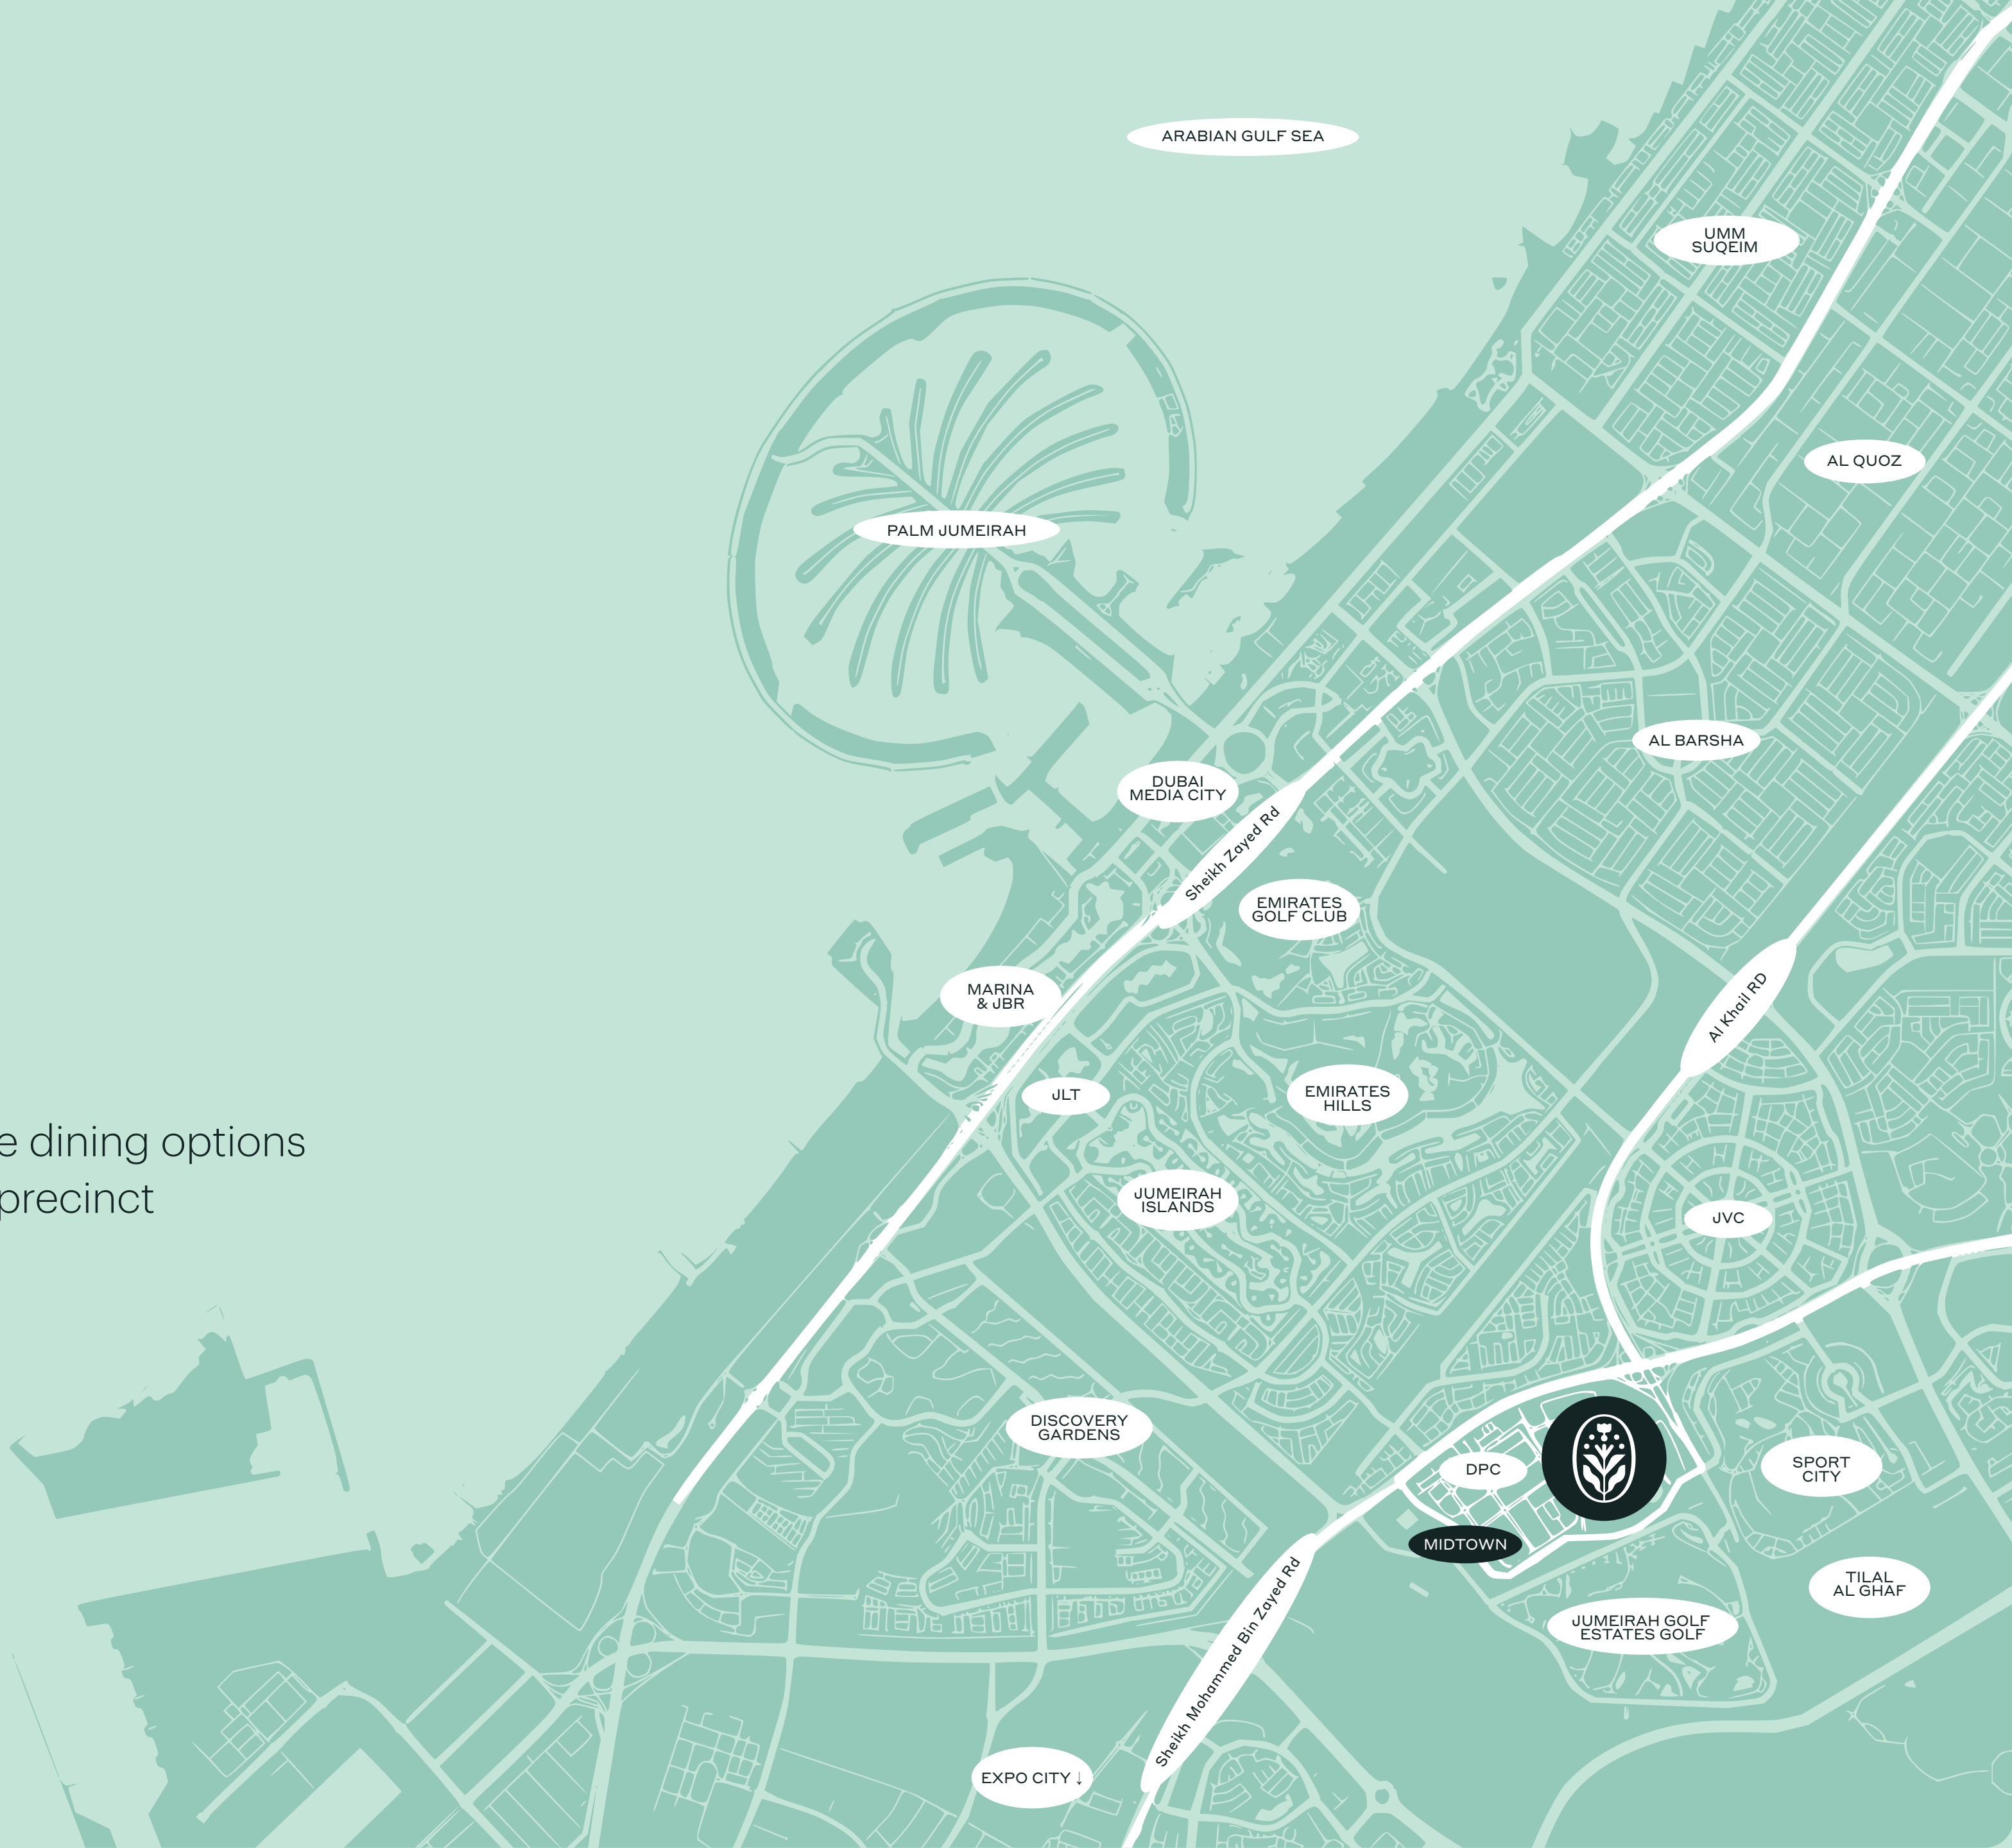 ARABIAN GULF SEA
UMM
SUQEIM
AL QUOZ
PALM JUMEIRAH
AL BARSHA
DUBAI
MEDIA CITY
Sheikh Zayed Rd
EMIRATES
GOLF CLUB
MARINA
& JBR
Al Khail RD
JLT
EMIRATES
HILLS
e dining options
precinct
JUMEIRAH
ISLANDS
JVC
DISCOVERY
GARDENS
DPC
SPORT
CITY
MIDTOWN
TILAL
AL GHAF
JUMEIRAH GOLF
ESTATES GOLF
Sheikh Mohammed Bin Zayed Rd
EXPO CITY ↓